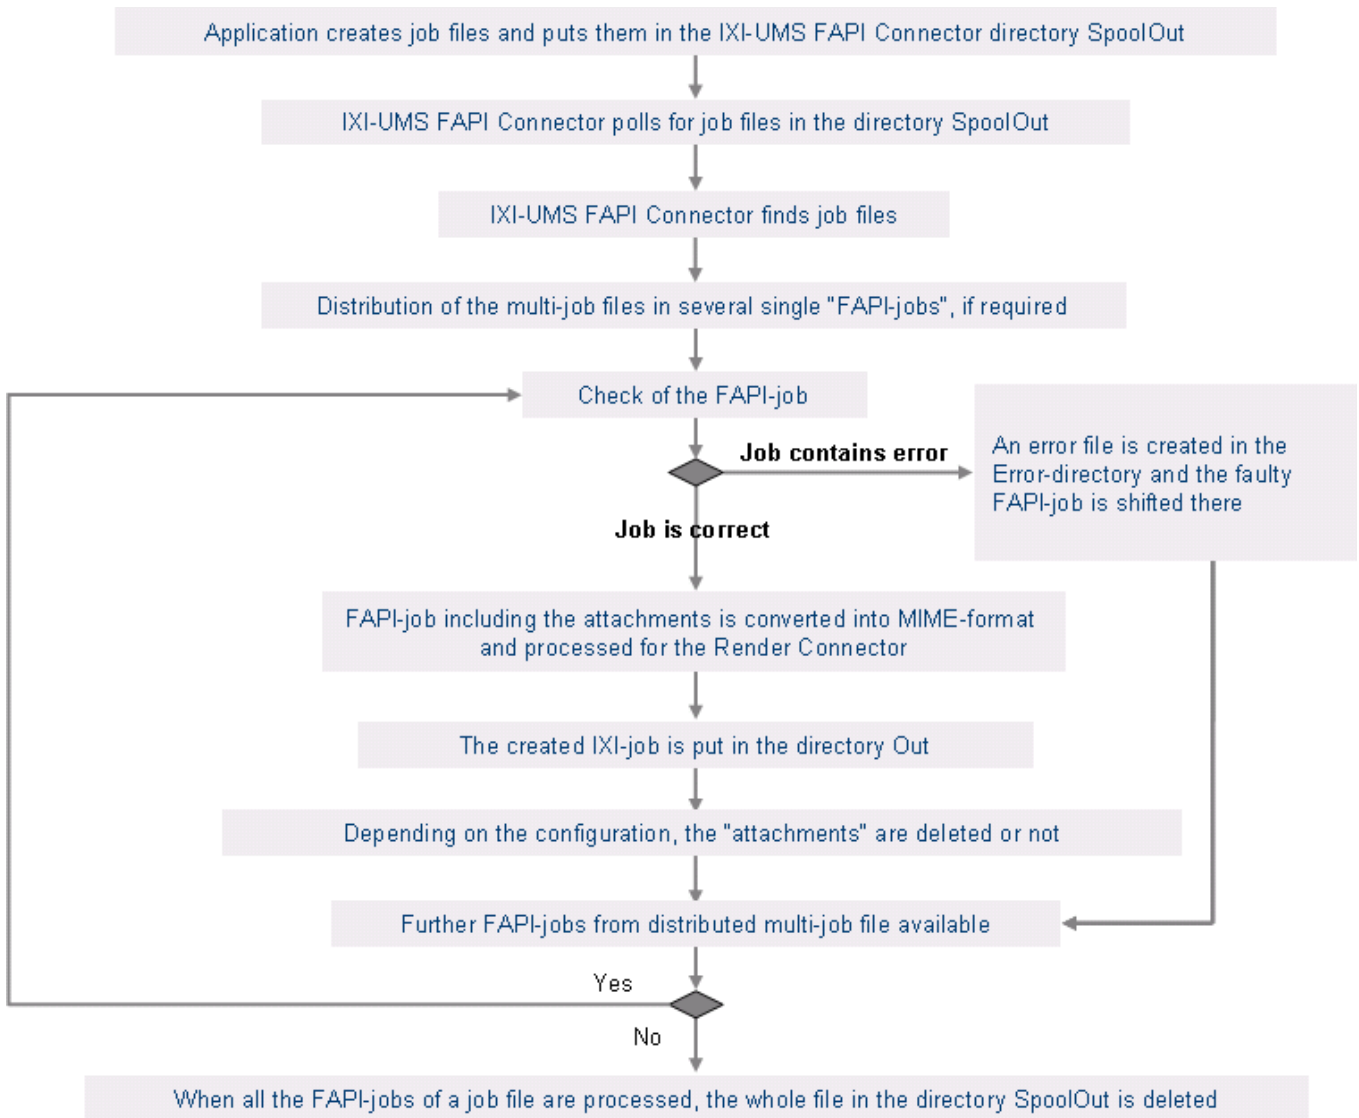 Application creates job files and puts them in the IXI-UMS FAPI Connector directory SpoolOut
IXI-UMS FAPI Connector polls for job files in the directory SpoolOut
IXI-UMS FAPI Connector finds job files
Distribution of the multi-job files in several single "FAPI-jobs", if required
Check of the FAPI-job
Job contains error
An error file is created in the
Error-directory and the faulty
FAPI-job is shifted there
Job is correct
FAPI-job including the attachments is converted into MIME-format
and processed for the Render Connector
The created IXI-job is put in the directory Out
Depending on the configuration, the "attachments" are deleted or not
Further FAPI-jobs from distributed multi-job file available
Yes
No
When all the FAPI-jobs of a job file are processed, the whole file in the directory SpoolOut is deleted